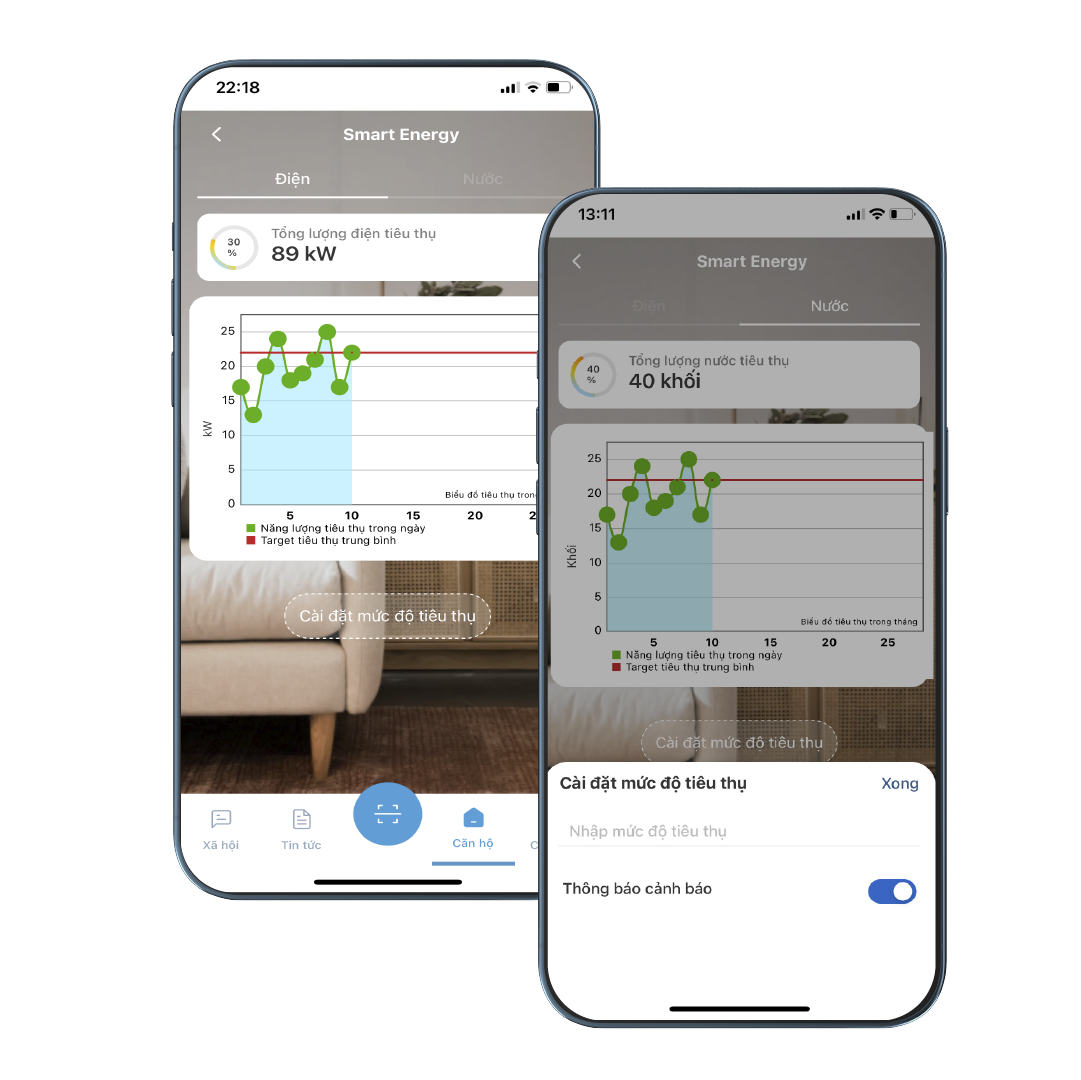 22:18
Smart Energy
Điện
Nước
30
%
Tổng lượng điện tiêu thụ
89 kW
25
20
15
10
5
0
kW
Biểu đồ tiêu thụ tron
5
10
15
20
2
Năng lượng tiêu thụ trong ngày
Target tiêu thụ trung bình
Cài đặt mức độ tiêu thụ
Xã hội
Tin tức
Căn hộ
C
13:11
Smart Energy
Điện
Nước
40
%
Tổng lượng nước tiêu thụ
40 khối
25
20
15
10
5
0
Khối
Biểu đồ tiêu thụ trong tháng
5
10
15
20
25
Năng lượng tiêu thụ trong ngày
Target tiêu thụ trung bình
Cài đặt mức độ tiêu thụ
Cài đặt mức độ tiêu thụ
Xong
Nhập mức độ tiêu thụ
Thông báo cảnh báo